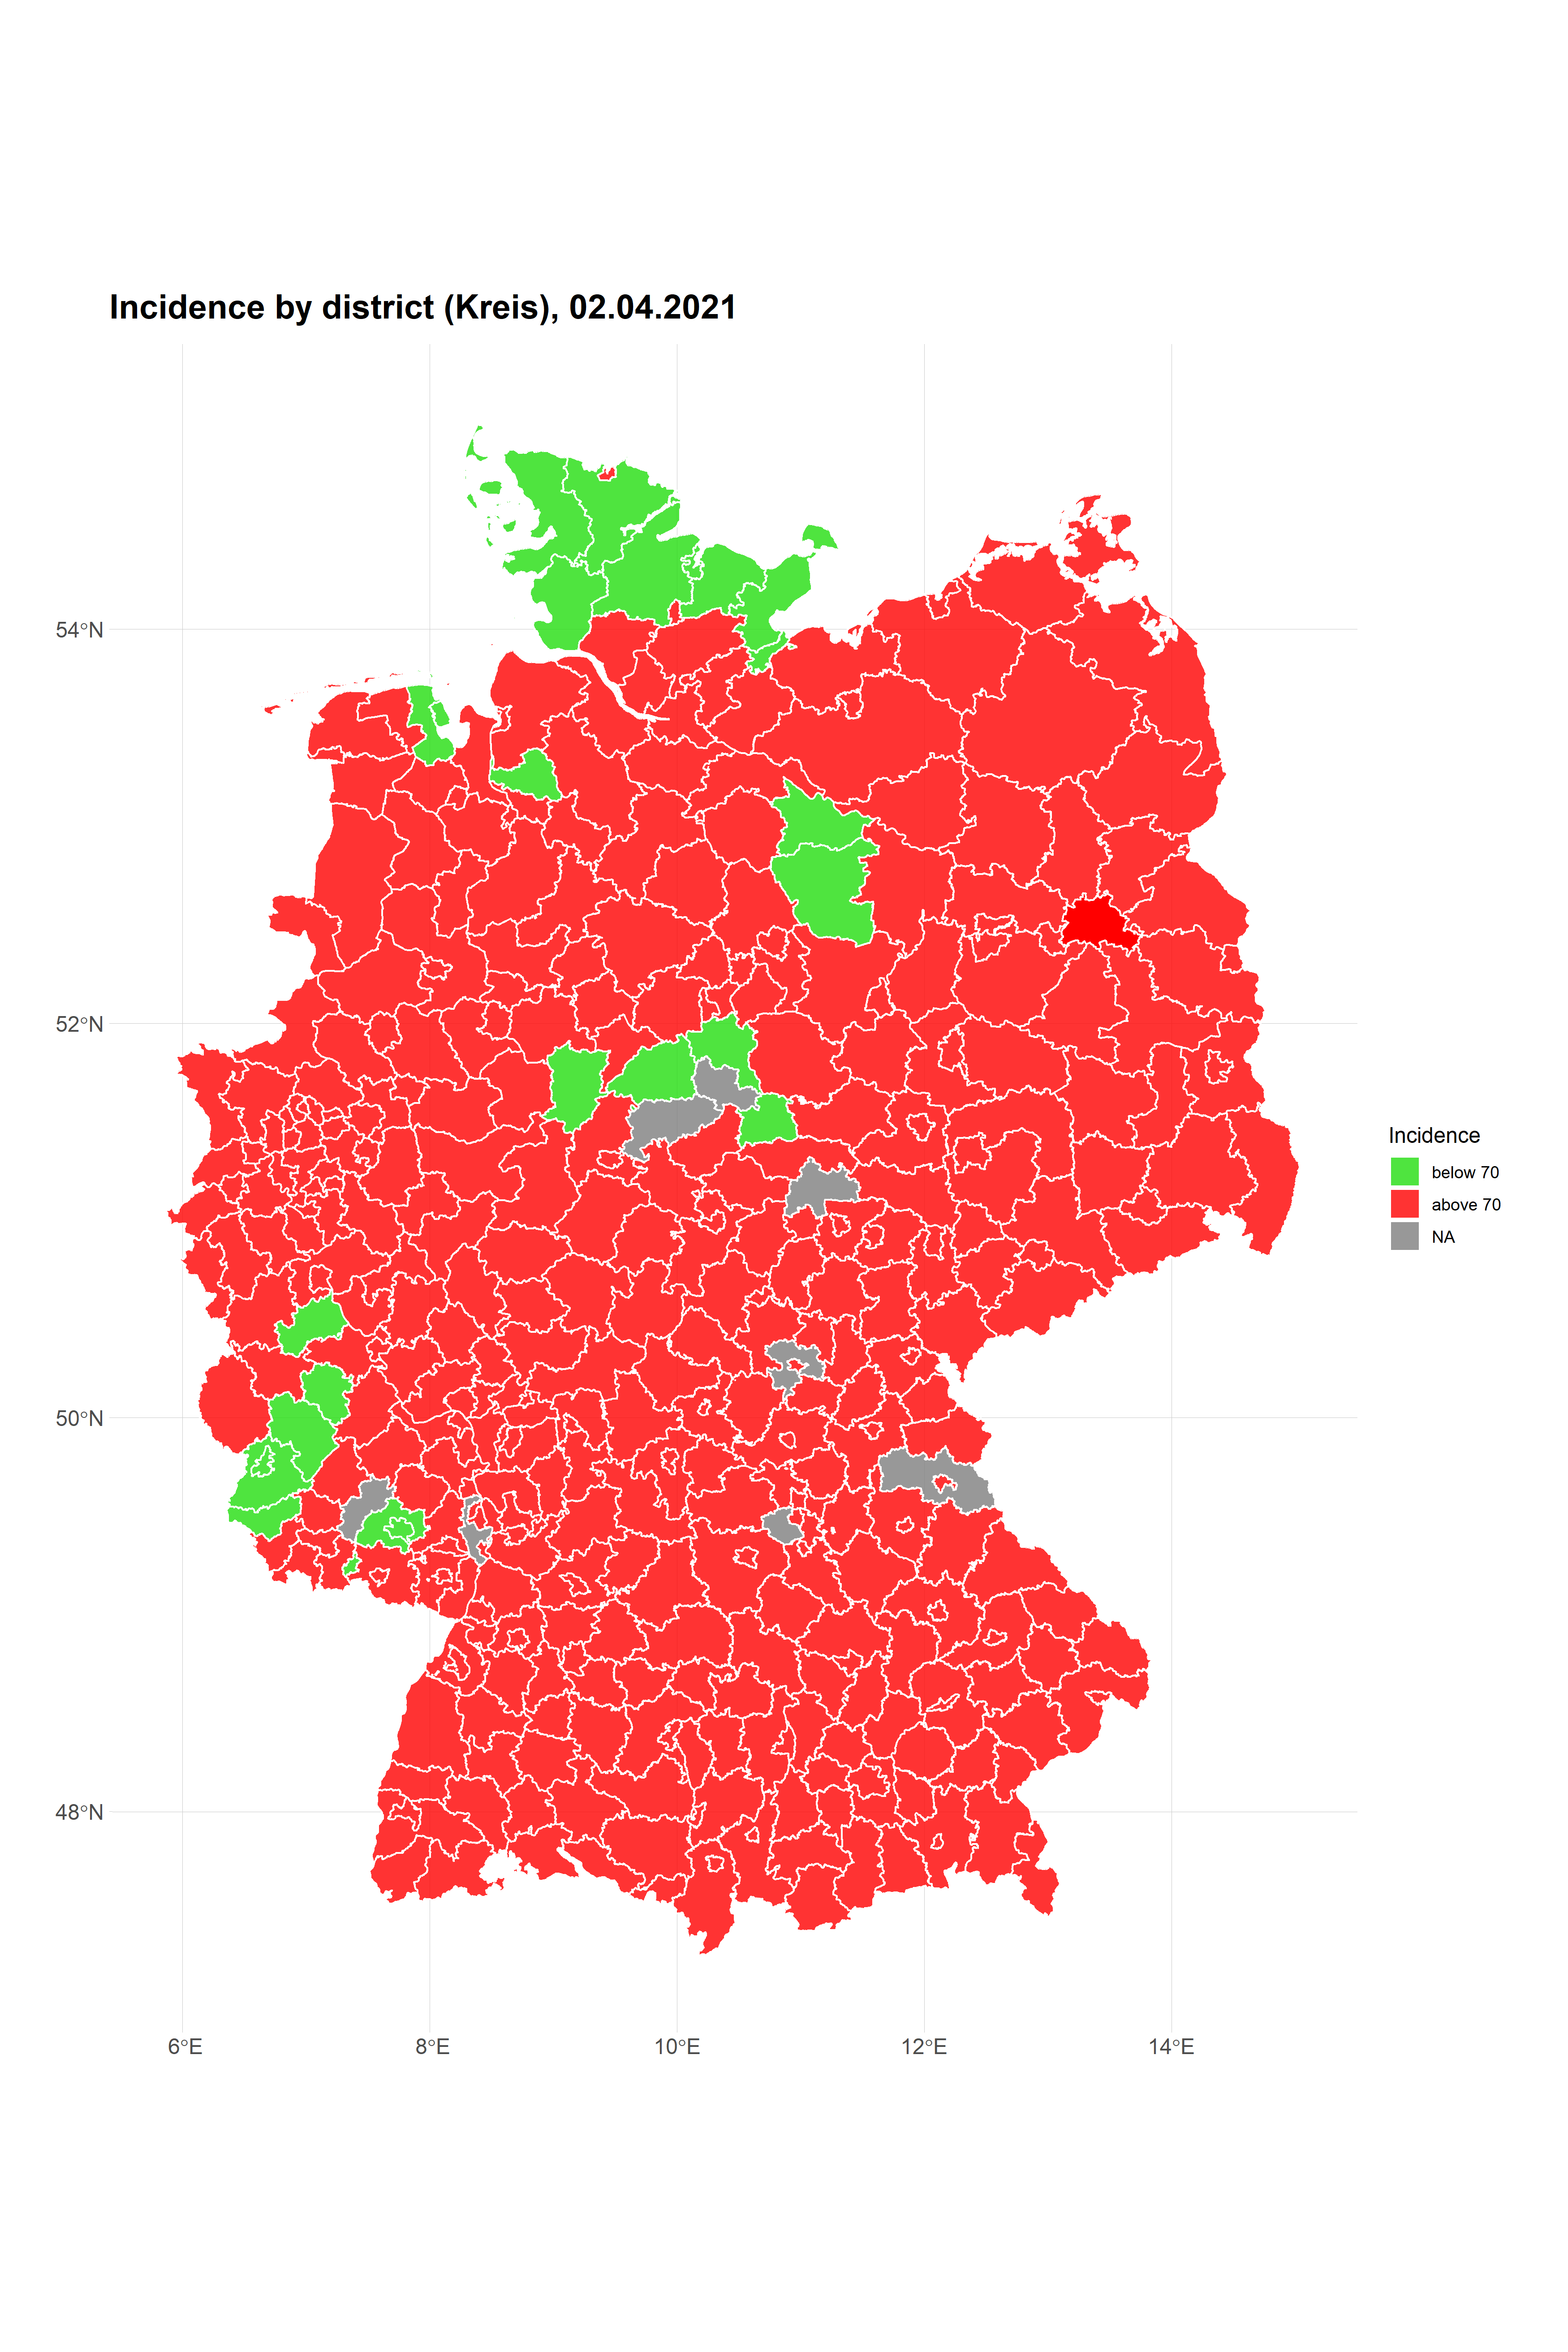 Incidence by district (Kreis), 02.04.2021
54°N
52°N
50°N
48°N
6°E 8°E 10°E 12°E 14°E
Incidence
below 70
above 70
NA